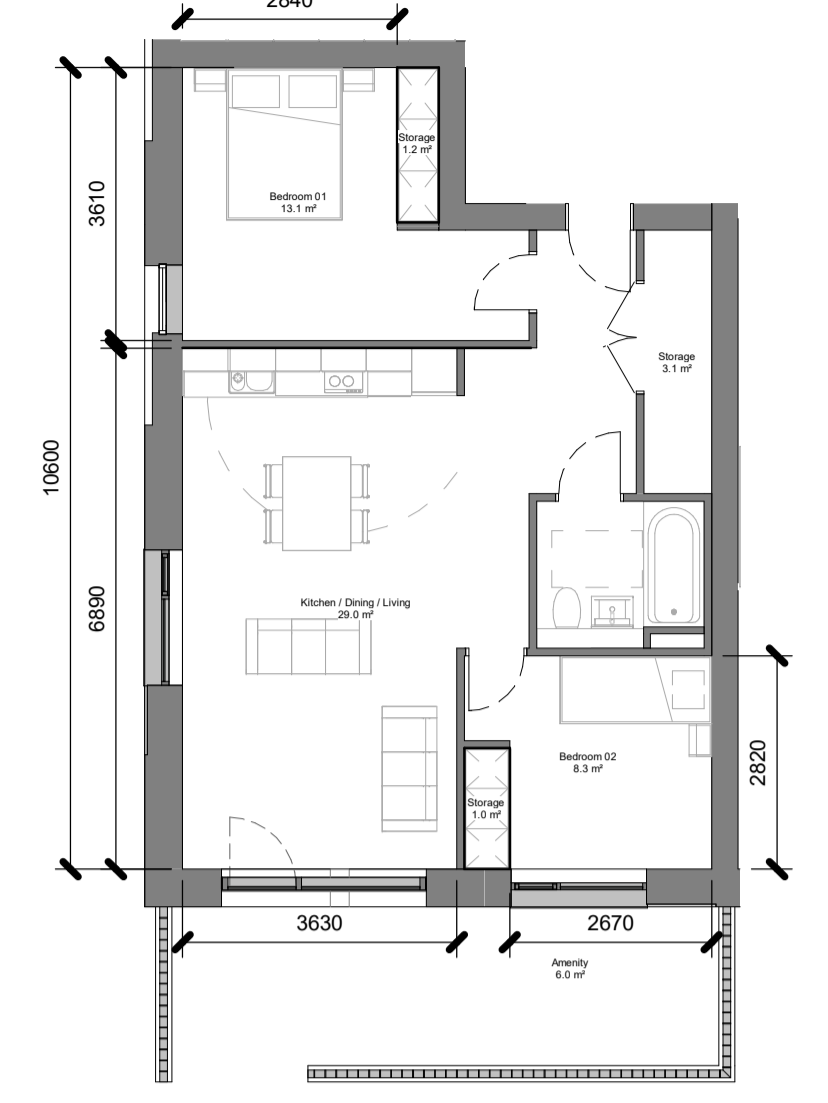 2840
Storage
1.2 m²
Bedroom 01
13.1 m²
3610
Storage
3.1 m²
10600
6890
Kitchen / Dining / Living
29.0 m²
Bedroom 02
8.3 m²
2820
Storage
1.0 m²
3630
2670
Amenity
6.0 m²